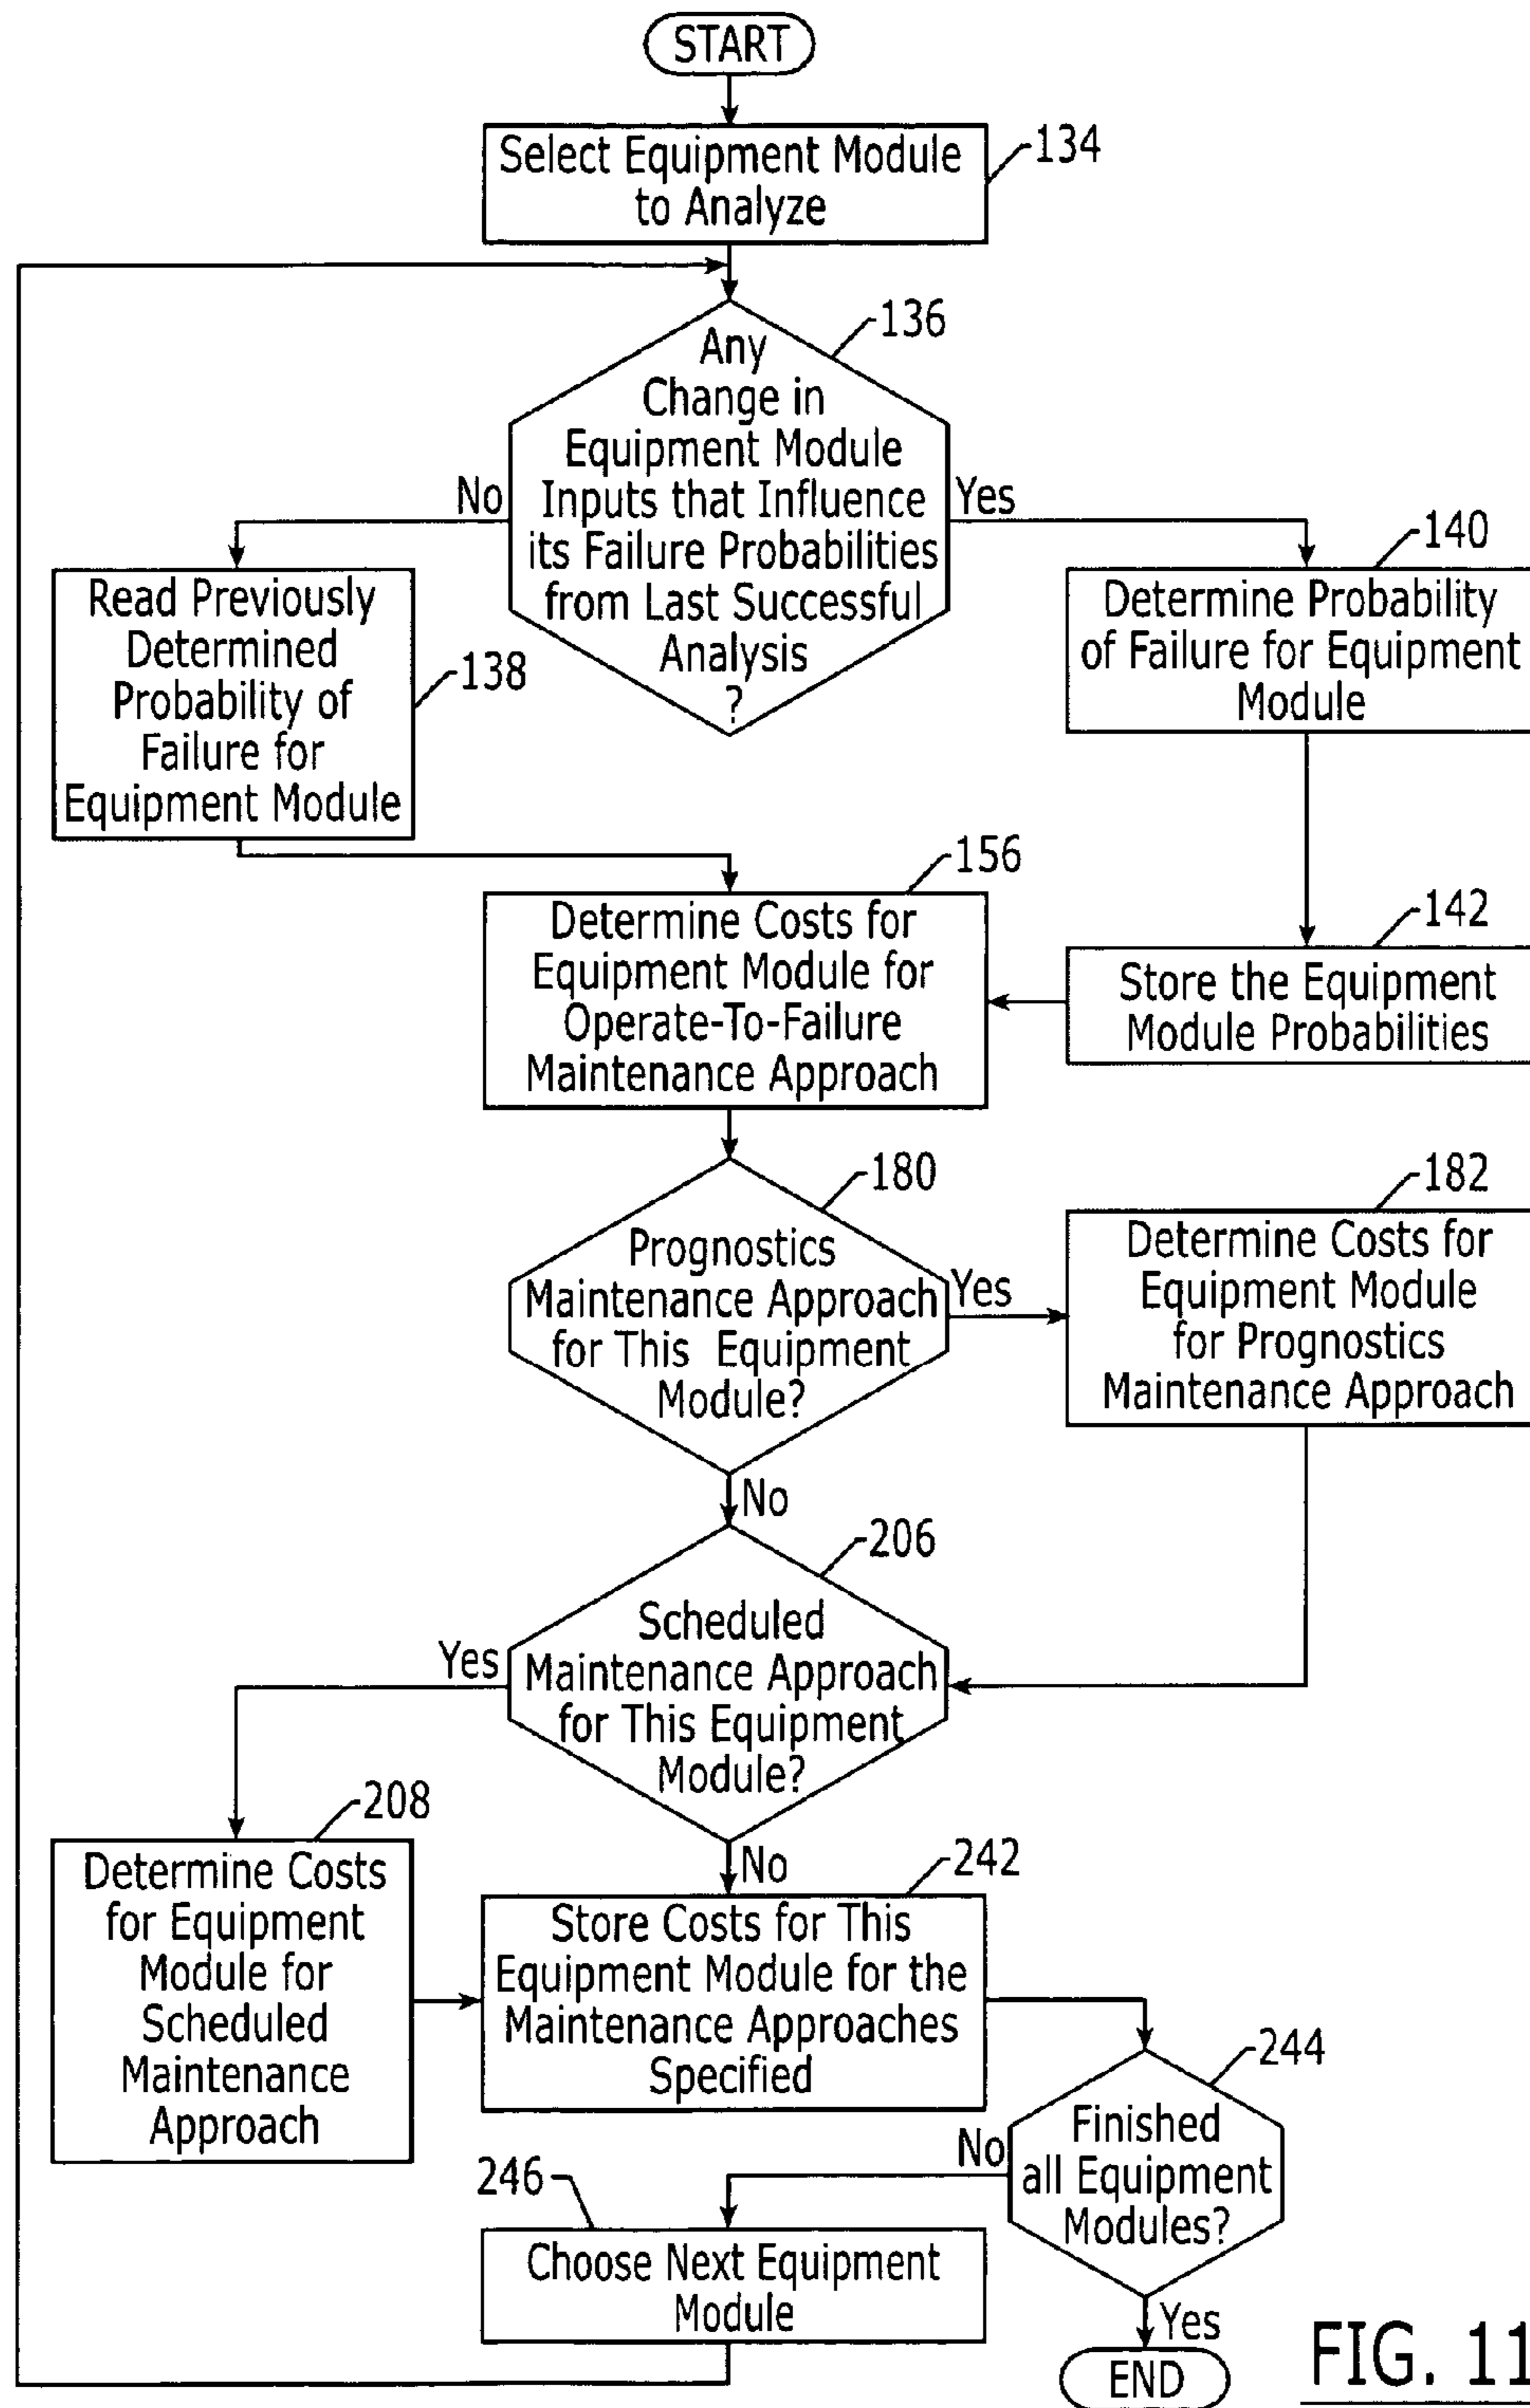 START
Select Equipment Module
to Analyze
134
136
Any
Change in
Equipment Module
Inputs that Influence
its Failure Probabilities
from Last Successful
Analysis
?
No
Yes
Read Previously
Determined
Probability of
Failure for
Equipment Module
138
140
Determine Probability
of Failure for Equipment
Module
156
Determine Costs for
Equipment Module for
Operate-To-Failure
Maintenance Approach
142
Store the Equipment
Module Probabilities
180
Prognostics
Maintenance Approach
for This Equipment
Module?
Yes
No
182
Determine Costs for
Equipment Module
for Prognostics
Maintenance Approach
206
Scheduled
Maintenance Approach
for This Equipment
Module?
Yes
No
208
Determine Costs
for Equipment
Module for
Scheduled
Maintenance
Approach
242
Store Costs for This
Equipment Module for the
Maintenance Approaches
Specified
244
Finished
all Equipment
Modules?
No
Yes
246
Choose Next Equipment
Module
END
FIG. 11